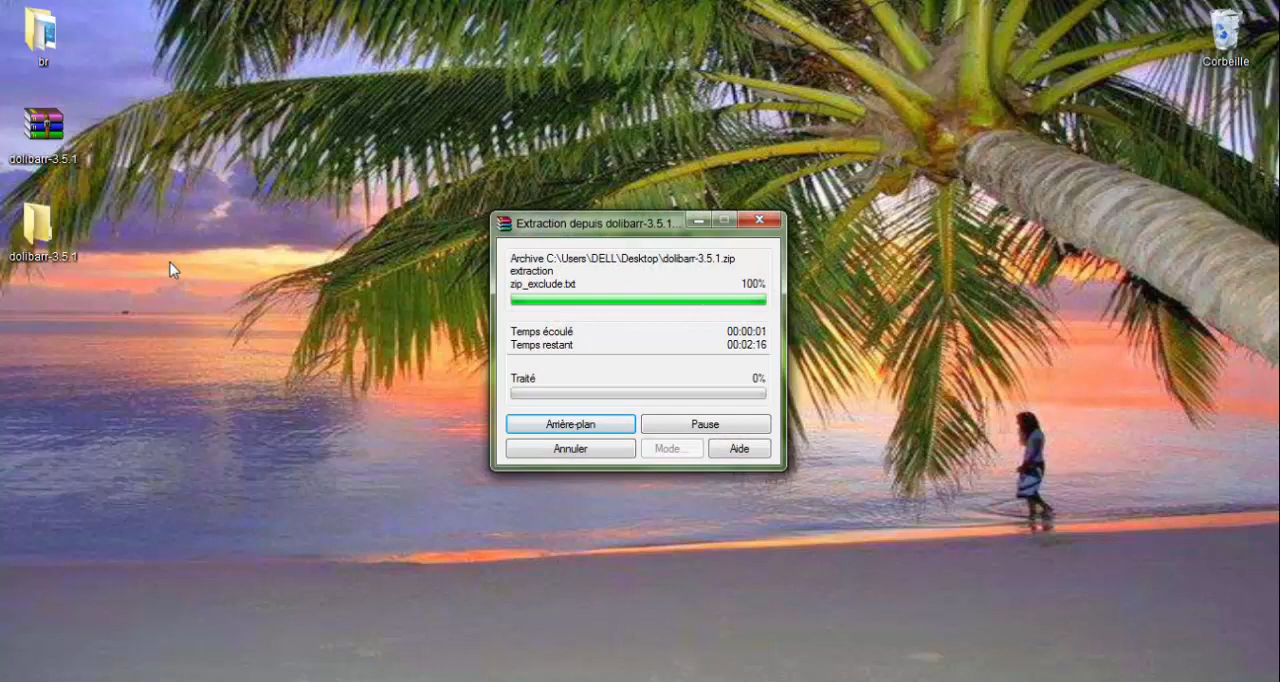 br
Corbeille
dolibarr-3.5.1
dolibarr-3.5.1
Extraction depuis dolibarr-3.5.1...
Archive C:\Users\DELL\Desktop\dolibarr-3.5.1.zip
extraction
zip_exclude.txt 100%
Temps écoulé 00:00:01
Temps restant 00:02:16
Traité 0%
Arrière-plan Pause
Annuler Mode... Aide